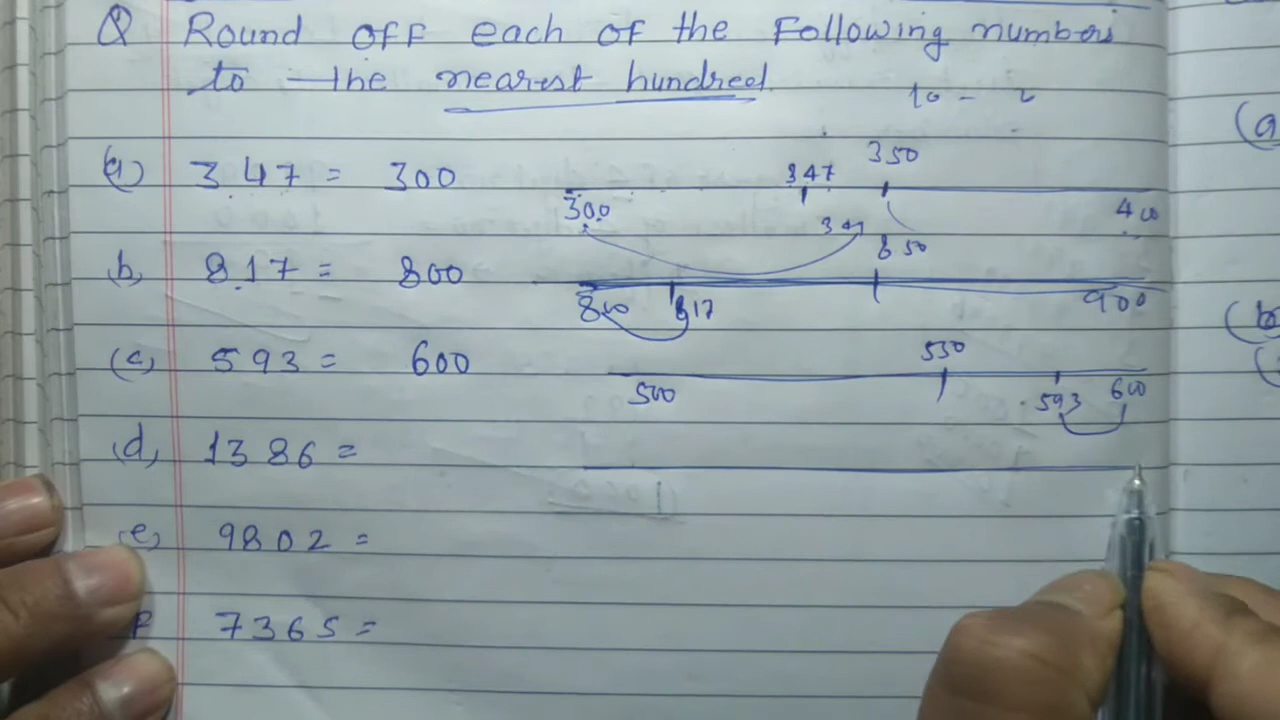 Q Round off each of the Following numbers
to the nearest hundred
10 -
(a) 347 = 300
350
347
300
400
347
(b) 817 = 800
850
800 817
900
(c) 593 = 600
550
500
593 600
(d) 1386 =
(e) 9802 =
F 7365 =
(a
(b